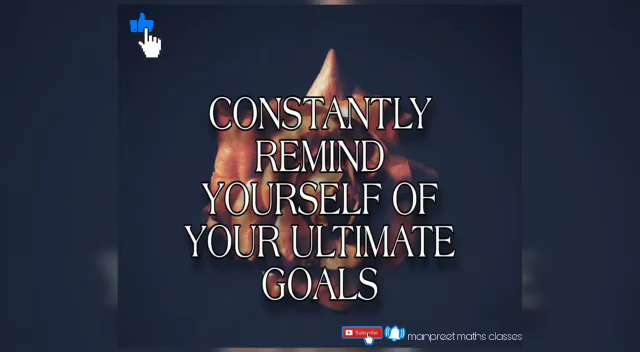 CONSTANTLY
REMIND
YOURSELF OF
YOUR ULTIMATE
GOALS
Subscribe
manpreet maths classes